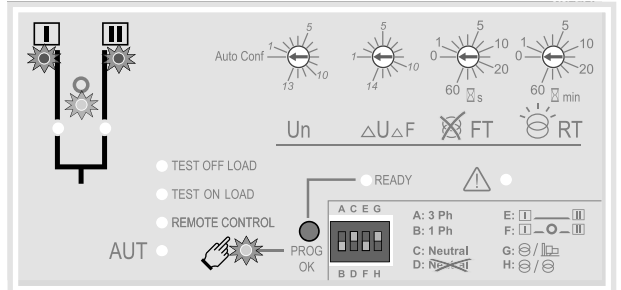 I II
O
Auto Conf 1 5 10 13
1 5 10 14
0 1 5 10 20 60 s
0 1 5 10 20 60 min
Un △U△F FT RT
TEST OFF LOAD
READY
TEST ON LOAD
REMOTE CONTROL
AUT
PROG
OK
A C E G
B D F H
A: 3 Ph
B: 1 Ph
C: Neutral
D: Neutral
E: I II
F: I O II
G: /
H: /